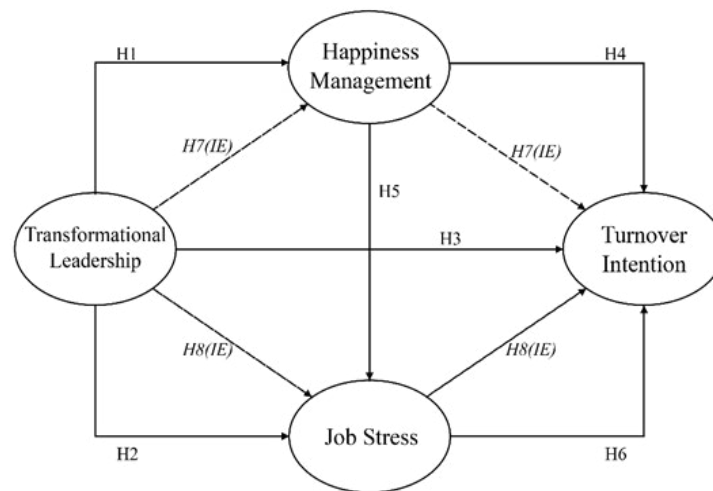 Happiness
Management
H1
H4
H7(IE)
H7(IE)
H5
Transformational
Leadership
H3
Turnover
Intention
H8(IE)
H8(IE)
Job Stress
H2
H6